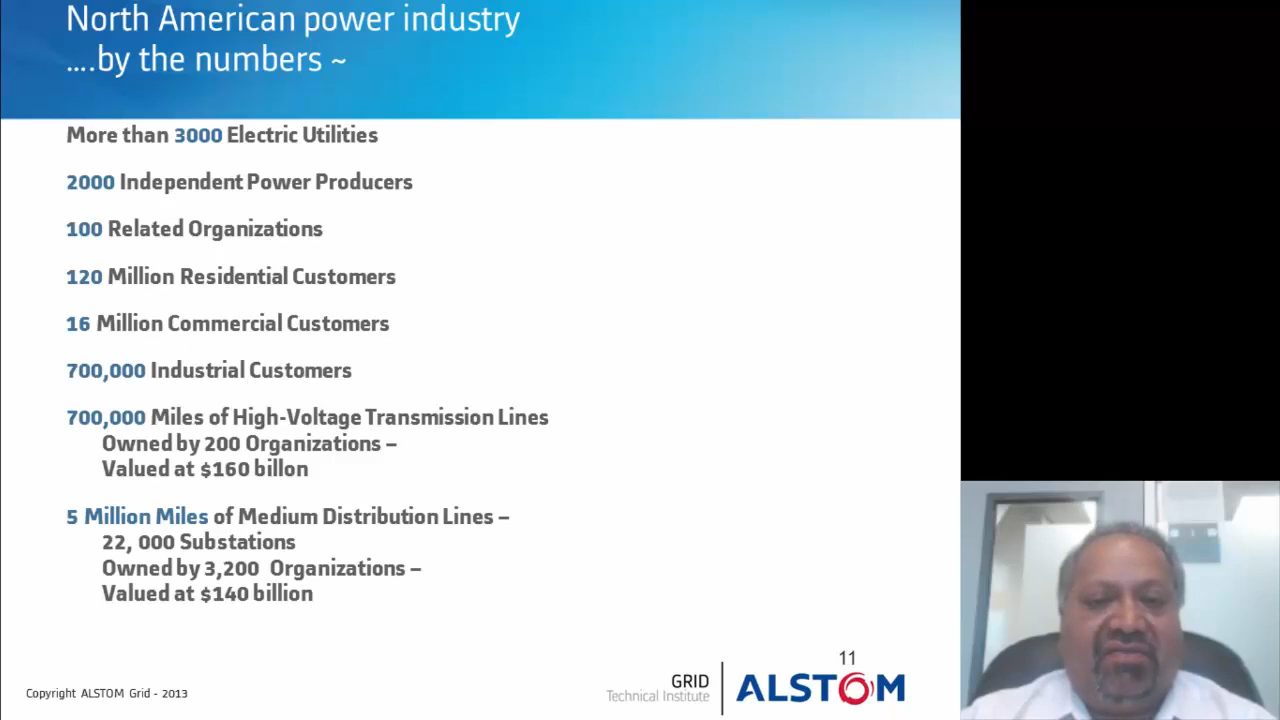 North American power industry
....by the numbers ~
More than 3000 Electric Utilities
2000 Independent Power Producers
100 Related Organizations
120 Million Residential Customers
16 Million Commercial Customers
700,000 Industrial Customers
700,000 Miles of High-Voltage Transmission Lines
Owned by 200 Organizations –
Valued at $160 billon
5 Million Miles of Medium Distribution Lines –
22, 000 Substations
Owned by 3,200 Organizations –
Valued at $140 billion
11
Copyright ALSTOM Grid - 2013
GRID
Technical Institute
ALSTOM